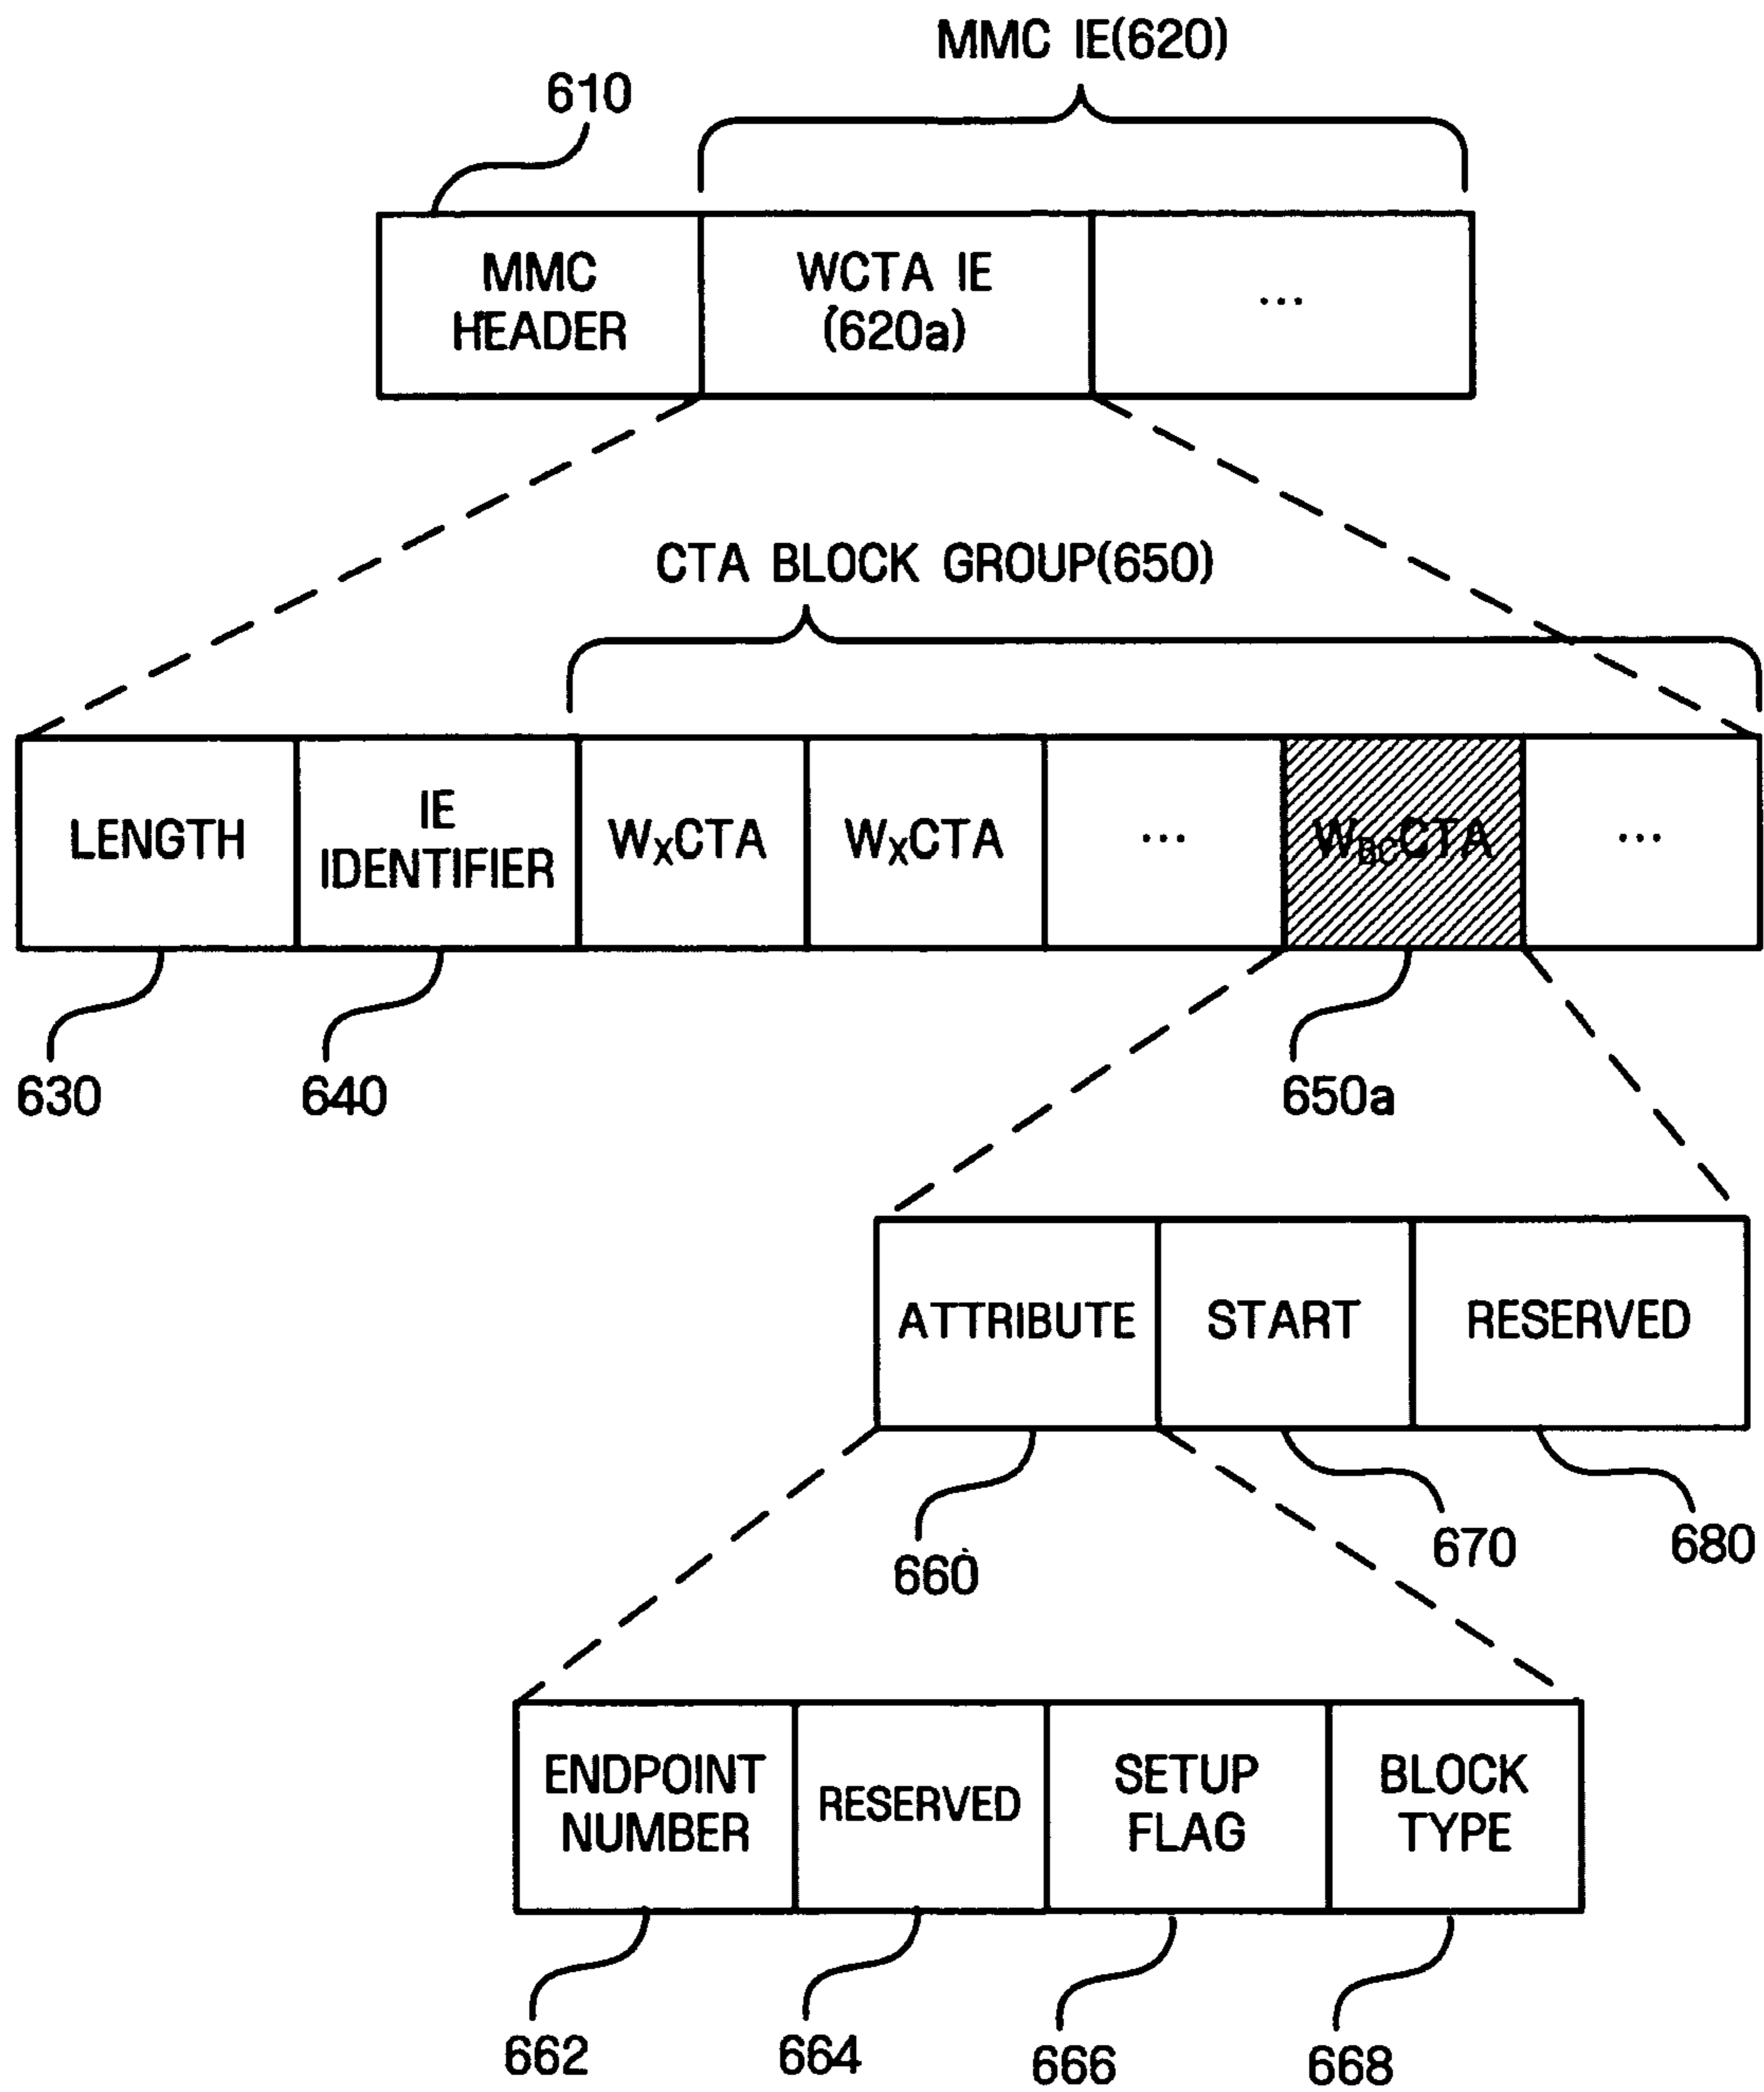 MMC IE(620)
610
MMC
HEADER
WCTA IE
(620a)
...
CTA BLOCK GROUP(650)
LENGTH
IE
IDENTIFIER
WXCTA
WXCTA
...
WBCCTA
...
630
640
650a
ATTRIBUTE
START
RESERVED
660
670
680
ENDPOINT
NUMBER
RESERVED
SETUP
FLAG
BLOCK
TYPE
662
664
666
668